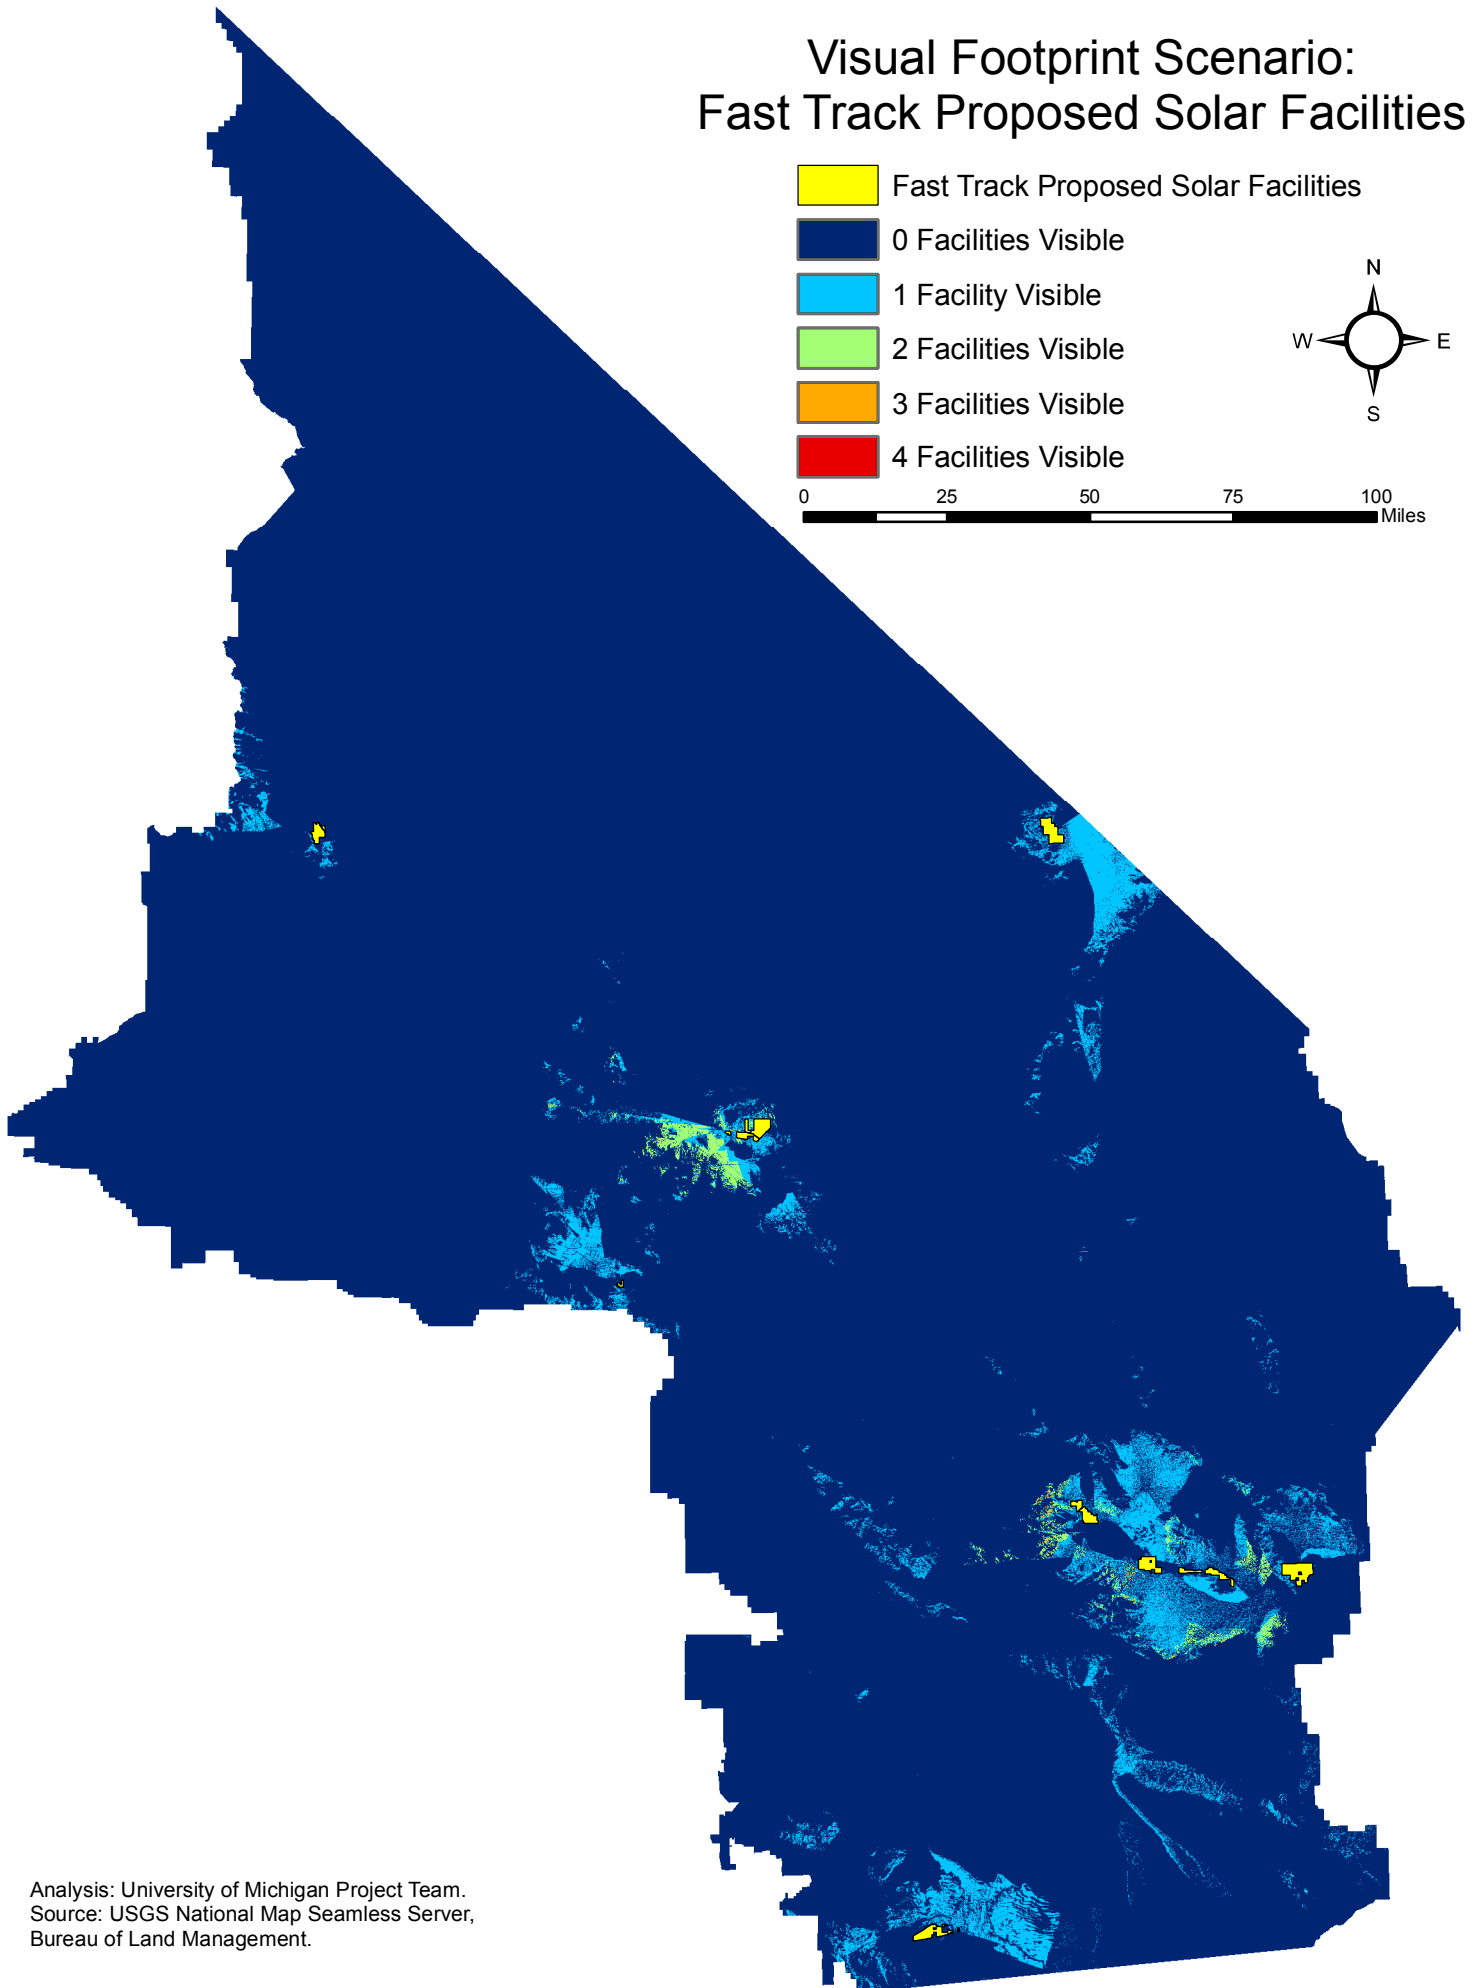 Visual Footprint Scenario:
Fast Track Proposed Solar Facilities
Fast Track Proposed Solar Facilities
0 Facilities Visible
1 Facility Visible
2 Facilities Visible
3 Facilities Visible
4 Facilities Visible
N
W E
S
0 25 50 75 100
Miles
Analysis: University of Michigan Project Team.
Source: USGS National Map Seamless Server,
Bureau of Land Management.